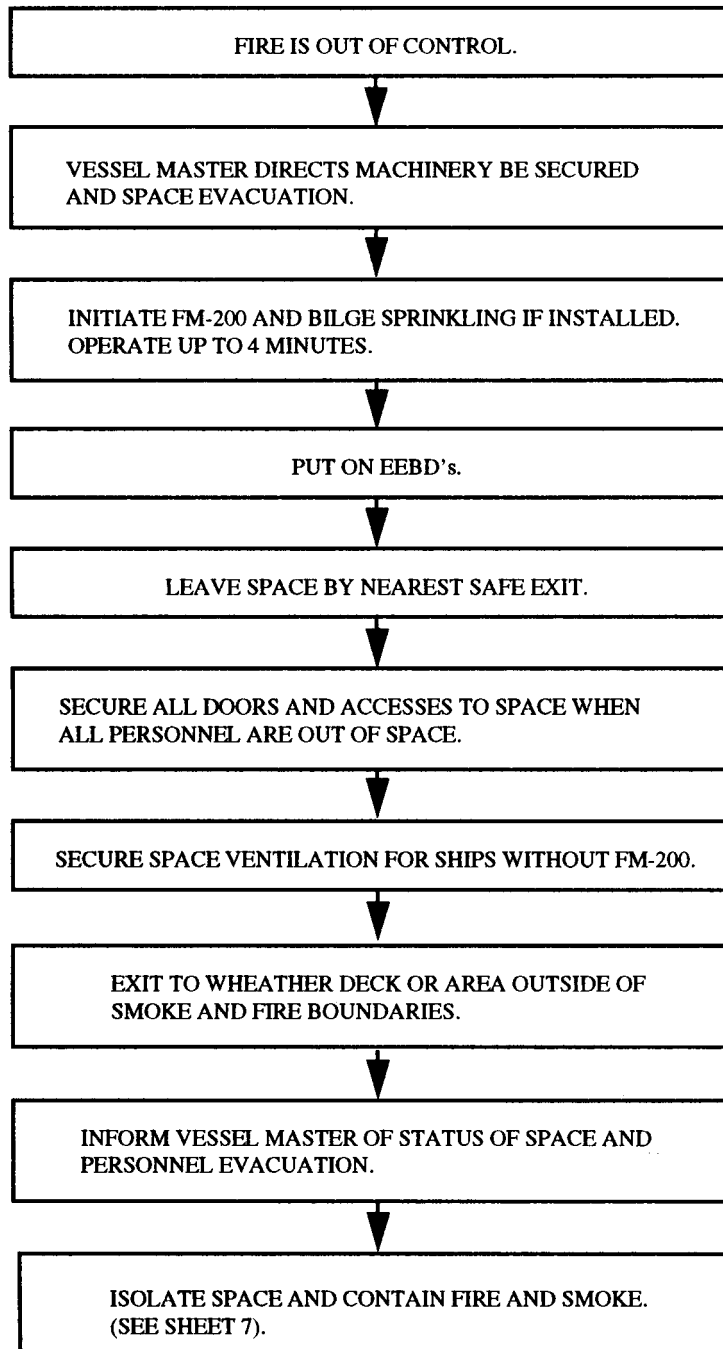 FIRE IS OUT OF CONTROL.
VESSEL MASTER DIRECTS MACHINERY BE SECURED
AND SPACE EVACUATION.
INITIATE FM-200 AND BILGE SPRINKLING IF INSTALLED.
OPERATE UP TO 4 MINUTES.
PUT ON EEBD's.
LEAVE SPACE BY NEAREST SAFE EXIT.
SECURE ALL DOORS AND ACCESSES TO SPACE WHEN
ALL PERSONNEL ARE OUT OF SPACE.
SECURE SPACE VENTILATION FOR SHIPS WITHOUT FM-200.
EXIT TO WHEATHER DECK OR AREA OUTSIDE OF
SMOKE AND FIRE BOUNDARIES.
INFORM VESSEL MASTER OF STATUS OF SPACE AND
PERSONNEL EVACUATION.
ISOLATE SPACE AND CONTAIN FIRE AND SMOKE.
(SEE SHEET 7).